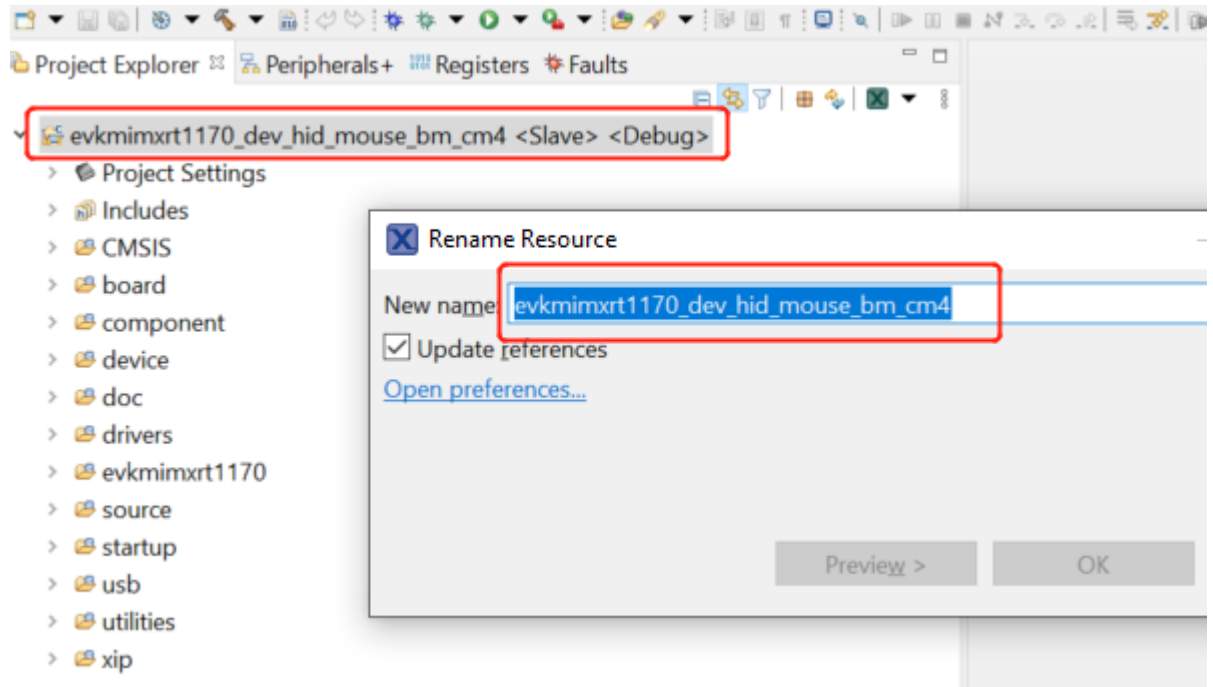 Project Explorer Peripherals+ Registers Faults
evkmimxrt1170_dev_hid_mouse_bm_cm4 <Slave> <Debug>
Project Settings
Includes
CMSIS
board
component
device
doc
drivers
evkmimxrt1170
source
startup
usb
utilities
xip
Rename Resource
New name: evkmimxrt1170_dev_hid_mouse_bm_cm4
Update references
Open preferences...
Preview > OK